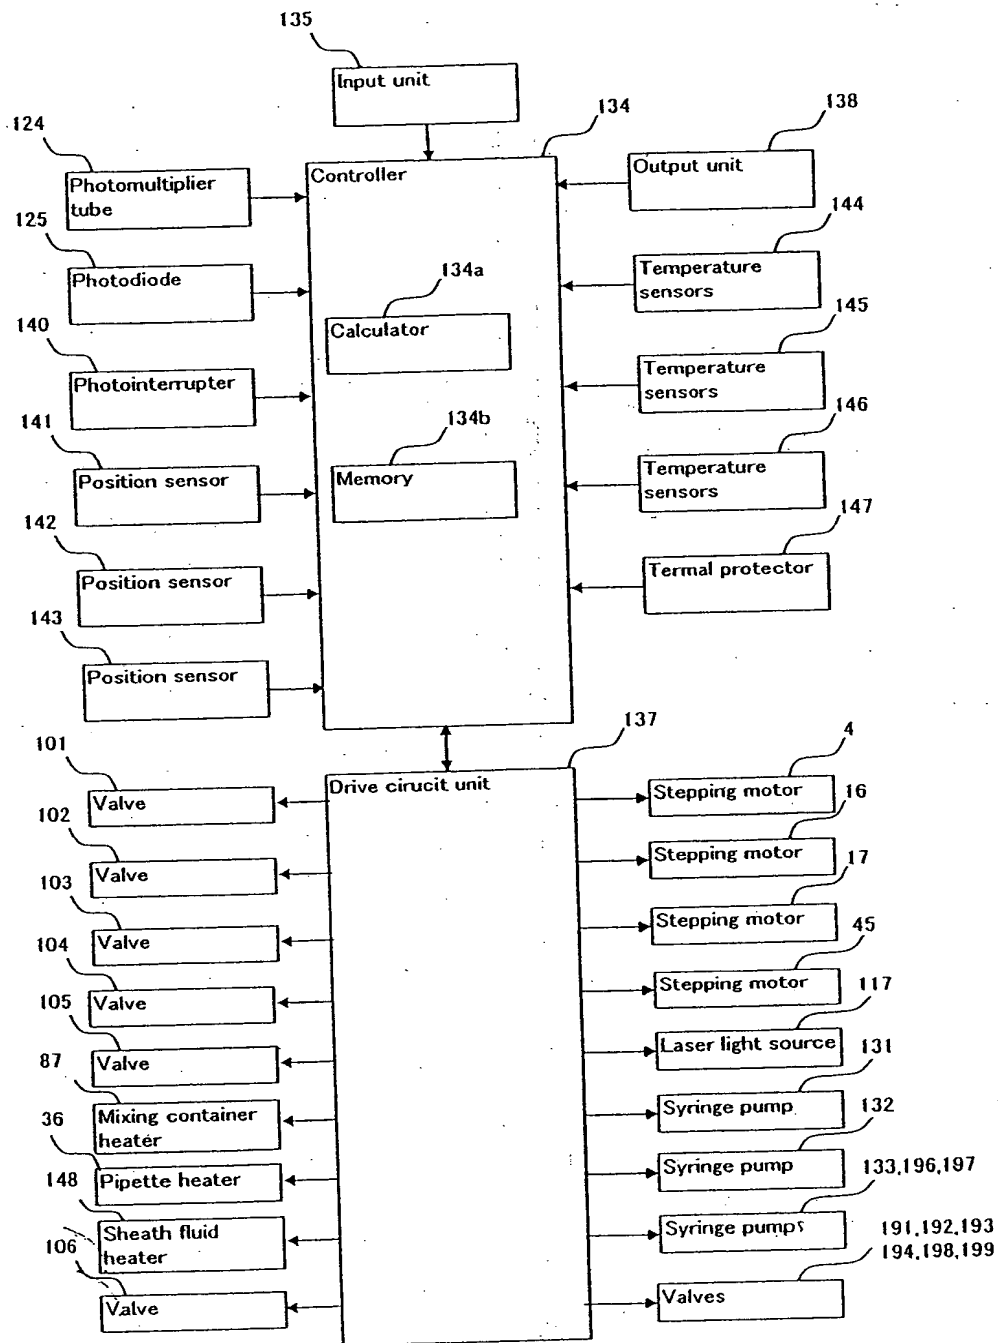 135
Input unit
124
134
138
Photomultiplier
tube
Controller
Output unit
125
144
Photodiode
134a
Temperature
sensors
140
Calculator
145
Photointerrupter
Temperature
sensors
141
134b
146
Position sensor
Memory
Temperature
sensors
142
147
Position sensor
Termal protector
143
Position sensor
101
137
4
Valve
Drive cirucit unit
Stepping motor
102
16
Valve
Stepping motor
103
17
Valve
Stepping motor
104
45
Valve
Stepping motor
105
117
Valve
Laser light source
87
131
Mixing container
heater
Syringe pump
36
132
Pipette heater
Syringe pump
148
133,196,197
Sheath fluid
heater
Syringe pumps
106
191,192,193
194,198,199
Valve
Valves